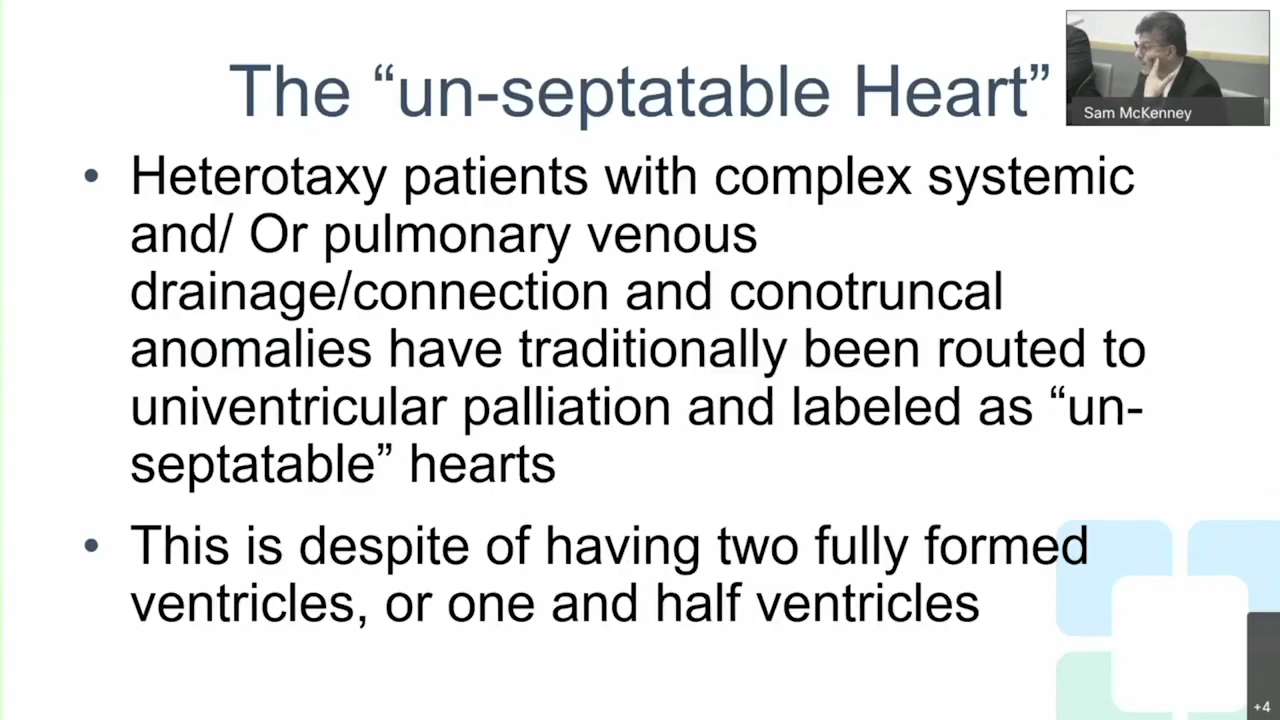 The “un-septatable Heart”
Sam McKenney
• Heterotaxy patients with complex systemic
and/ Or pulmonary venous
drainage/connection and conotruncal
anomalies have traditionally been routed to
univentricular palliation and labeled as “un-
septatable” hearts
• This is despite of having two fully formed
ventricles, or one and half ventricles
+4